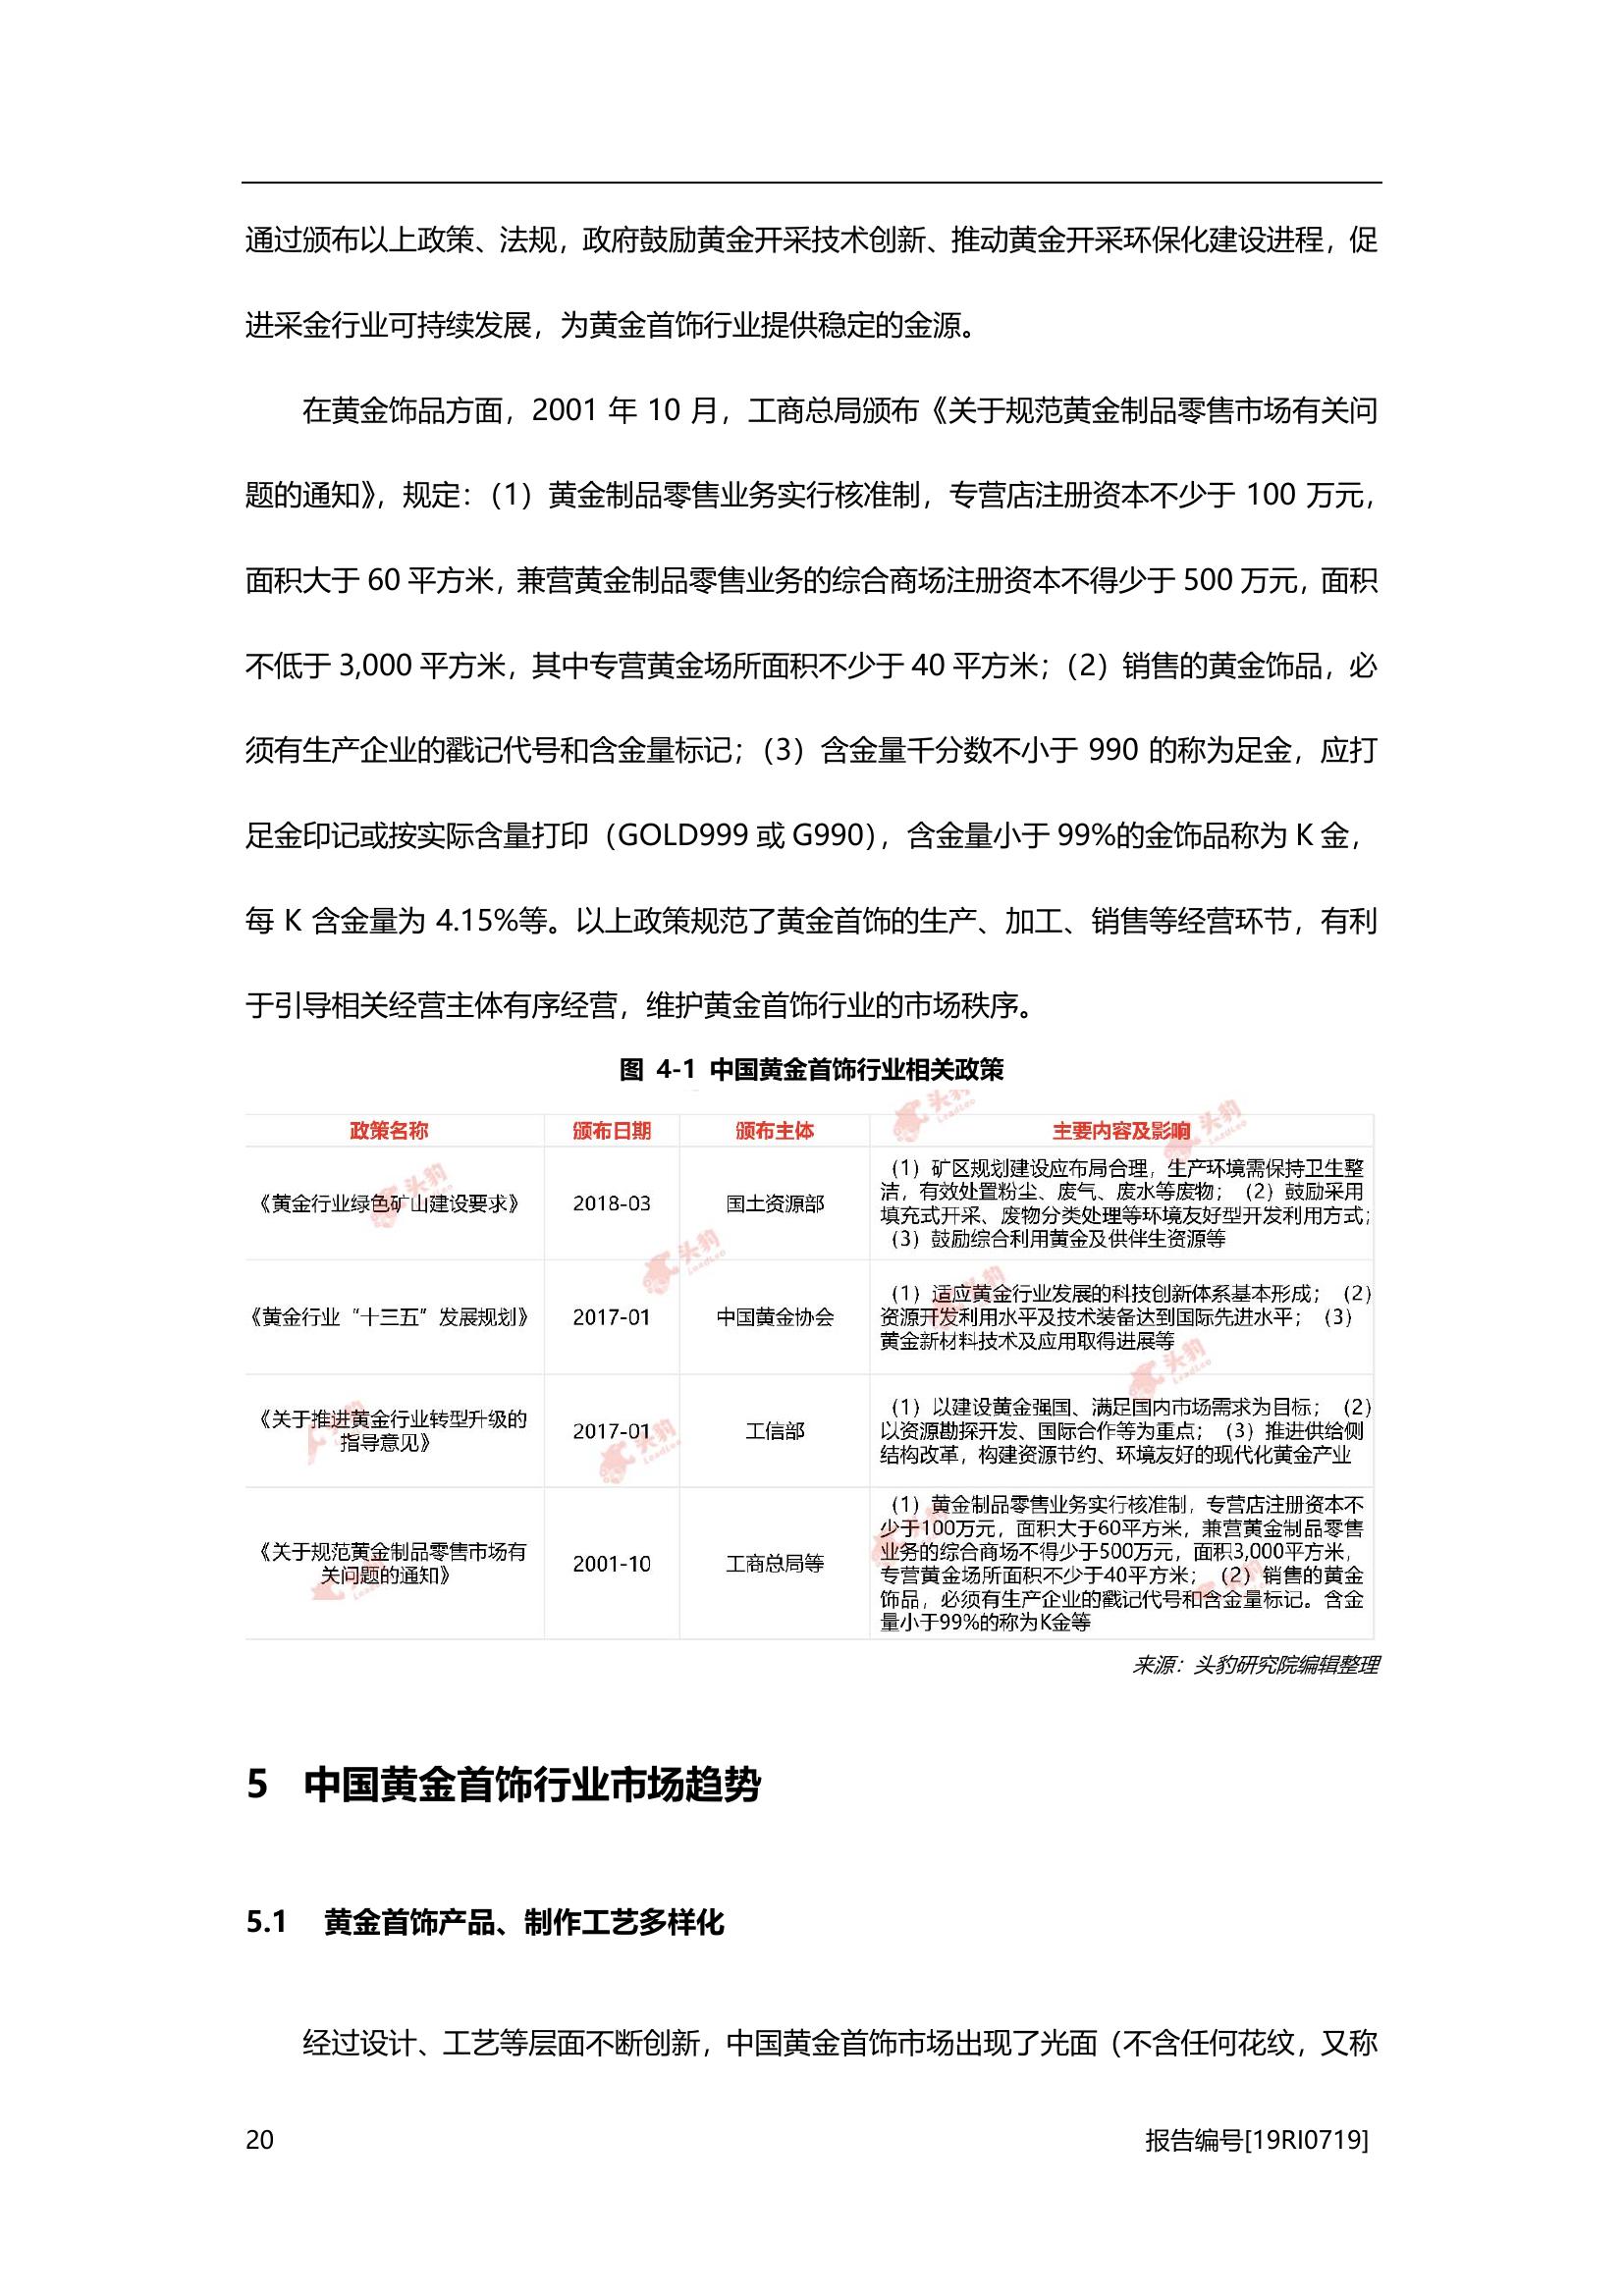 通过颁布以上政策、法规，政府鼓励黄金开采技术创新、推动黄金开采环保化建设进程，促
进采金行业可持续发展，为黄金首饰行业提供稳定的金源。
在黄金饰品方面，2001 年 10 月，工商总局颁布《关于规范黄金制品零售市场有关问
题的通知》，规定：（1）黄金制品零售业务实行核准制，专营店注册资本不少于 100 万元，
面积大于 60 平方米，兼营黄金制品零售业务的综合商场注册资本不得少于 500 万元，面积
不低于 3,000 平方米，其中专营黄金场所面积不少于 40 平方米；（2）销售的黄金饰品，必
须有生产企业的戳记代号和含金量标记；（3）含金量千分数不小于 990 的称为足金，应打
足金印记或按实际含量打印（GOLD999 或 G990），含金量小于 99%的金饰品称为 K 金，
每 K 含金量为 4.15%等。以上政策规范了黄金首饰的生产、加工、销售等经营环节，有利
于引导相关经营主体有序经营，维护黄金首饰行业的市场秩序。
图 4-1 中国黄金首饰行业相关政策
政策名称 颁布日期 颁布主体 主要内容及影响
《黄金行业绿色矿山建设要求》 2018-03 国土资源部
（1）矿区规划建设应布局合理，生产环境需保持卫生整
洁，有效处置粉尘、废气、废水等废物；（2）鼓励采用
填充式开采、废物分类处理等环境友好型开发利用方式；
（3）鼓励综合利用黄金及供伴生资源等
《黄金行业“十三五”发展规划》 2017-01 中国黄金协会
（1）适应黄金行业发展的科技创新体系基本形成；（2）
资源开发利用水平及技术装备达到国际先进水平；（3）
黄金新材料技术及应用取得进展等
《关于推进黄金行业转型升级的
指导意见》 2017-01 工信部
（1）以建设黄金强国、满足国内市场需求为目标；（2）
以资源勘探开发、国际合作等为重点；（3）推进供给侧
结构改革，构建资源节约、环境友好的现代化黄金产业
《关于规范黄金制品零售市场有
关问题的通知》 2001-10 工商总局等
（1）黄金制品零售业务实行核准制，专营店注册资本不
少于100万元，面积大于60平方米，兼营黄金制品零售
业务的综合商场不得少于500万元，面积3,000平方米，
专营黄金场所面积不少于40平方米；（2）销售的黄金
饰品，必须有生产企业的戳记代号和含金量标记。含金
量小于99%的称为K金等
来源：头豹研究院编辑整理
5 中国黄金首饰行业市场趋势
5.1 黄金首饰产品、制作工艺多样化
经过设计、工艺等层面不断创新，中国黄金首饰市场出现了光面（不含任何花纹，又称
20 报告编号[19RI0719]